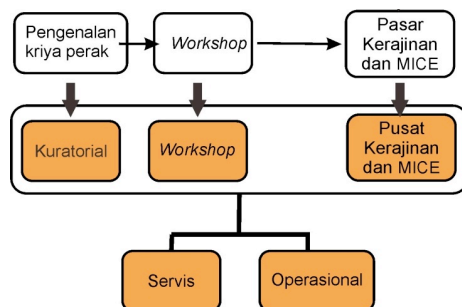 Pengenalan
kriya perak
Workshop
Pasar
Kerajinan
dan MICE
Kuratorial
Workshop
Pusat
Kerajinan
dan MICE
Servis
Operasional